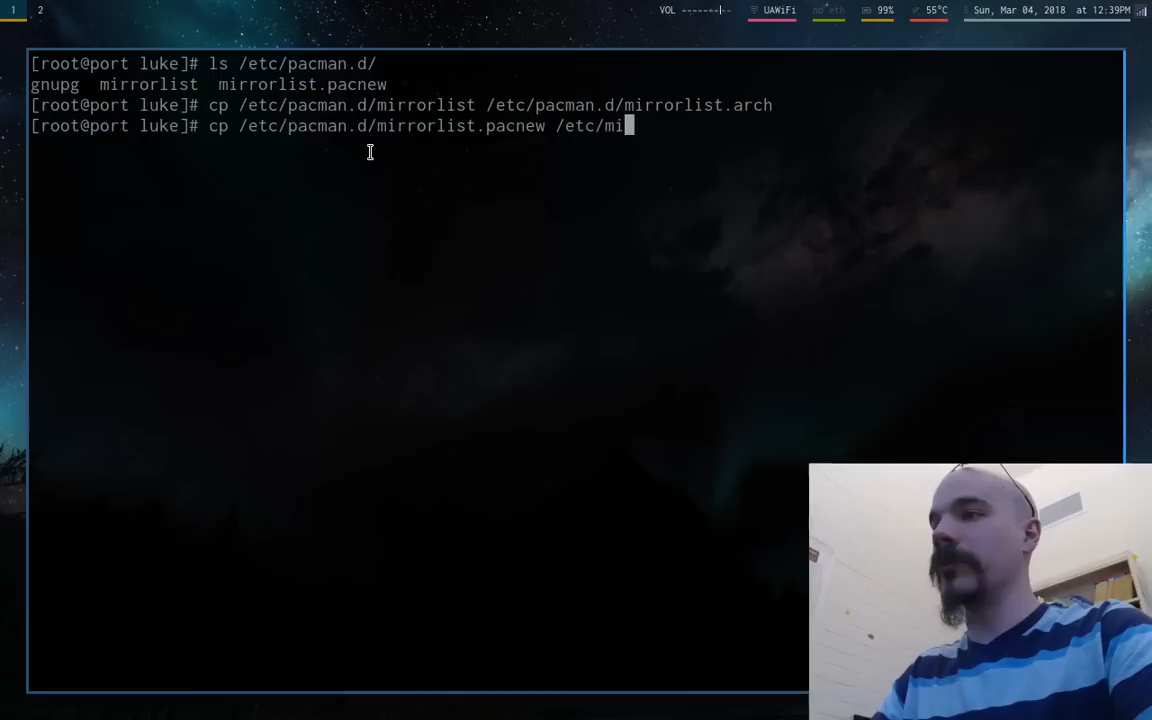 1 2 VOL UAWiFi no eth 99% 55°C Sun, Mar 04, 2018 at 12:39PM
[root@port luke]# ls /etc/pacman.d/
gnupg mirrorlist mirrorlist.pacnew
[root@port luke]# cp /etc/pacman.d/mirrorlist /etc/pacman.d/mirrorlist.arch
[root@port luke]# cp /etc/pacman.d/mirrorlist.pacnew /etc/mi